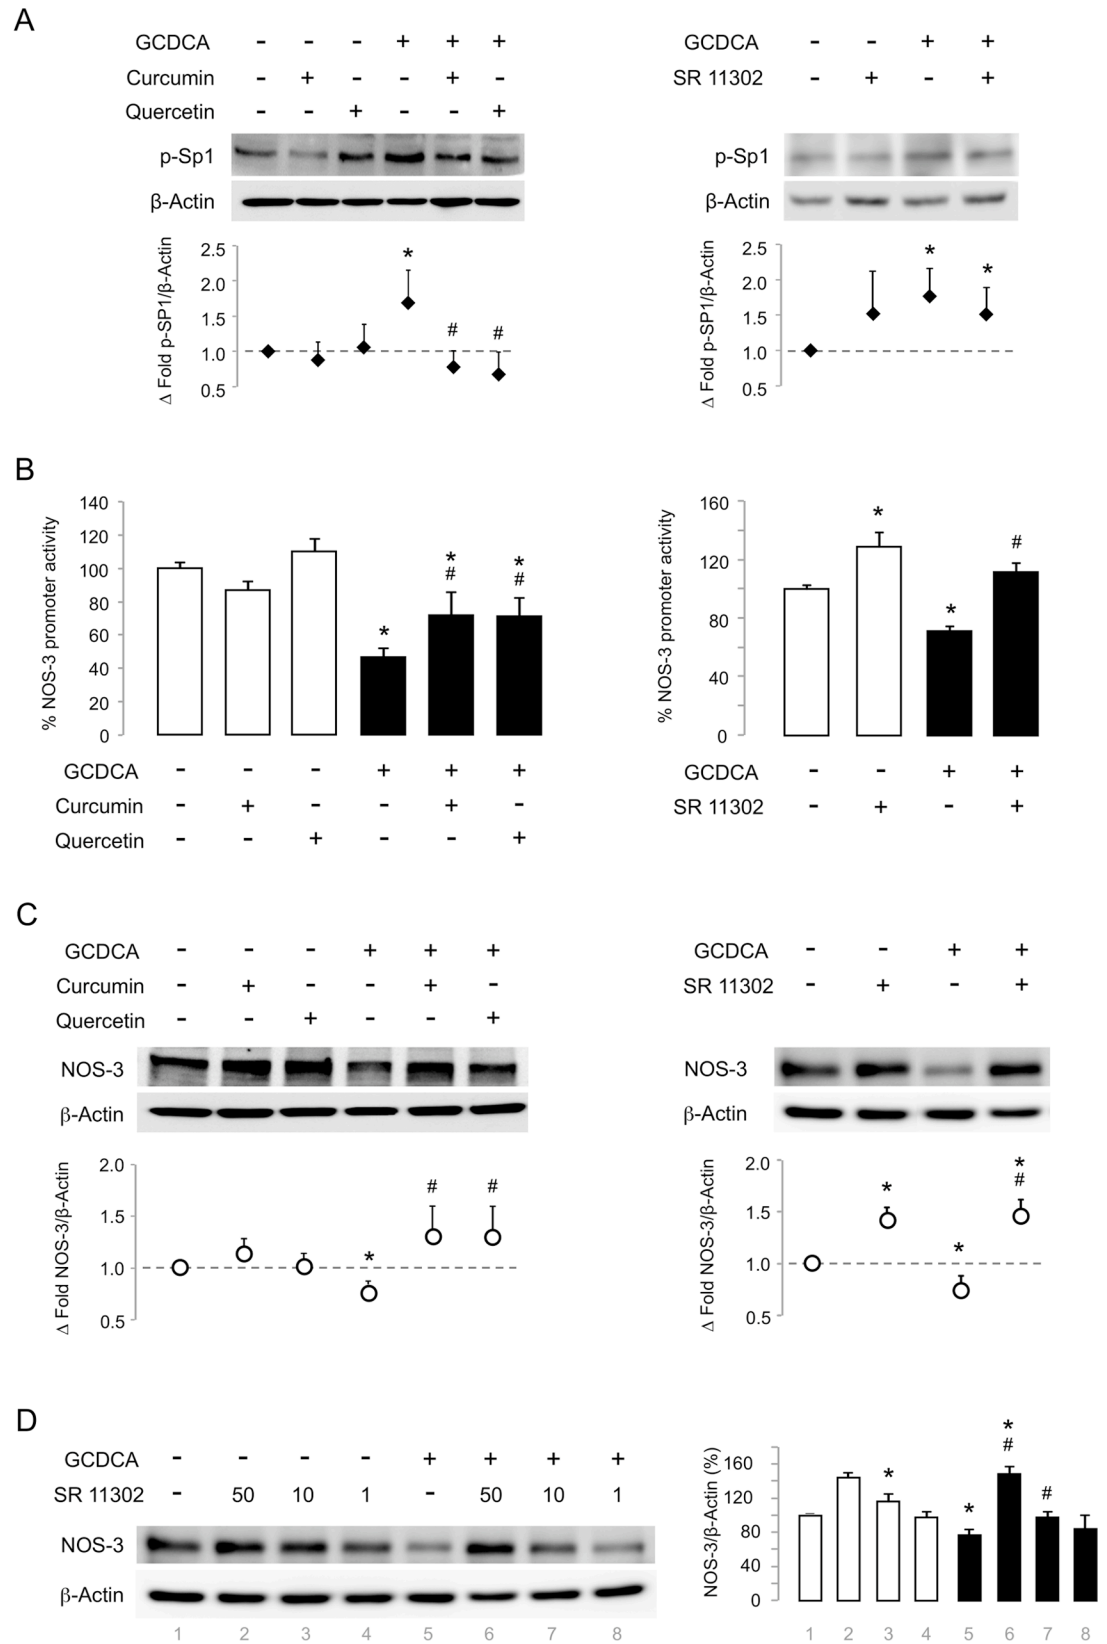 A
GCDCA - - - + + +
Curcumin - + - - + -
Quercetin - - + - - +
p-Sp1
β-Actin
Δ Fold p-SP1/β-Actin
2.5
2.0
1.5
1.0
0.5
*
#
#
GCDCA - - + +
SR 11302 - + - +
p-Sp1
β-Actin
Δ Fold p-SP1/β-Actin
2.5
2.0
1.5
1.0
0.5
*
*
B
% NOS-3 promoter activity
140
120
100
80
60
40
20
0
*
*
#
*
#
GCDCA - - - + + +
Curcumin - + - - + -
Quercetin - - + - - +
% NOS-3 promoter activity
160
120
80
40
0
*
*
#
GCDCA - - + +
SR 11302 - + - +
C
GCDCA - - - + + +
Curcumin - + - - + -
Quercetin - - + - - +
NOS-3
β-Actin
Δ Fold NOS-3/β-Actin
2.0
1.5
1.0
0.5
*
#
#
GCDCA - - + +
SR 11302 - + - +
NOS-3
β-Actin
Δ Fold NOS-3/β-Actin
2.0
1.5
1.0
0.5
*
*
*
#
D
GCDCA - - - - + + + +
SR 11302 - 50 10 1 - 50 10 1
NOS-3
β-Actin
1 2 3 4 5 6 7 8
NOS-3/β-Actin (%)
160
120
80
40
0
*
*
*
#
#
1 2 3 4 5 6 7 8